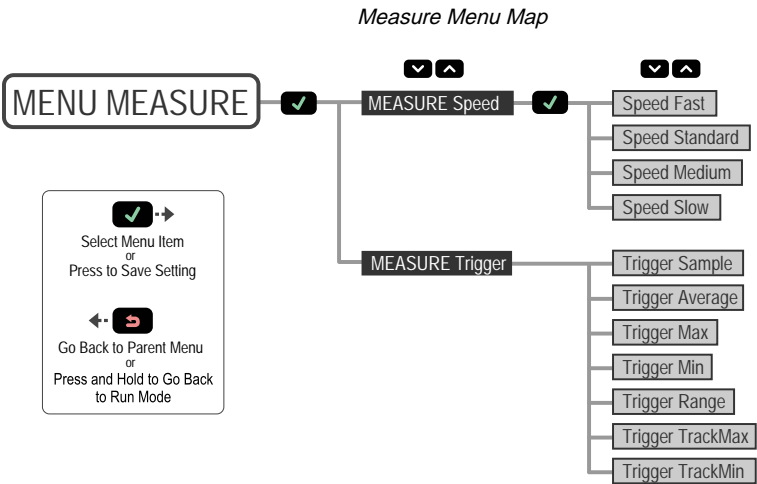 Measure Menu Map
MENU MEASURE
MEASURE Speed
Speed Fast
Speed Standard
Speed Medium
Speed Slow
Select Menu Item
or
Press to Save Setting
Go Back to Parent Menu
or
Press and Hold to Go Back
to Run Mode
MEASURE Trigger
Trigger Sample
Trigger Average
Trigger Max
Trigger Min
Trigger Range
Trigger TrackMax
Trigger TrackMin